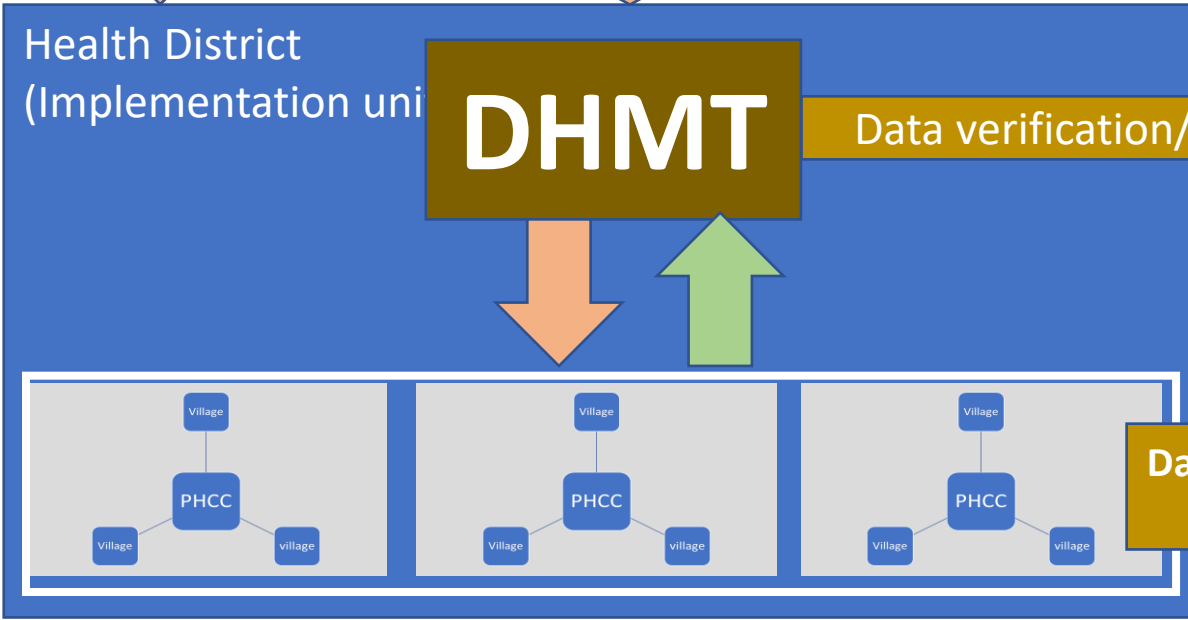 Health District
(Implementation uni
DHMT
Data verification/
Village
PHCC
Village
village
Village
PHCC
Village
village
Village
PHCC
Village
village
Da